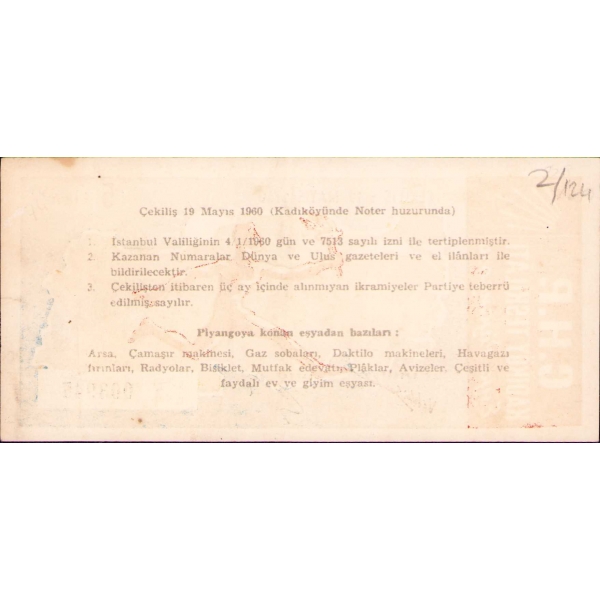 2/124
Çekiliş 19 Mayıs 1960 (Kadıköyünde Noter huzurunda)
1. Istanbul Valiliğinin 4/1/1960 gün ve 7513 sayılı izni ile tertiplenmiştir.
2. Kazanan Numaralar Dünya ve Ulus gazeteleri ve el ilânları ile
bildirilecektir.
3. Çekilişten itibaren üç ay içinde alınmıyan ikramiyeler Partiye teberrü
edilmiş sayılır.
Piyangoya konan eşyadan bazıları :
Arsa, Çamaşır makinesi, Gaz sobaları, Daktilo makineleri, Havagazı
fırınları, Radyolar, Bisiklet, Mutfak edevatı, Plâklar, Avizeler, Çeşitli ve
faydalı ev ve giyim eşyası.